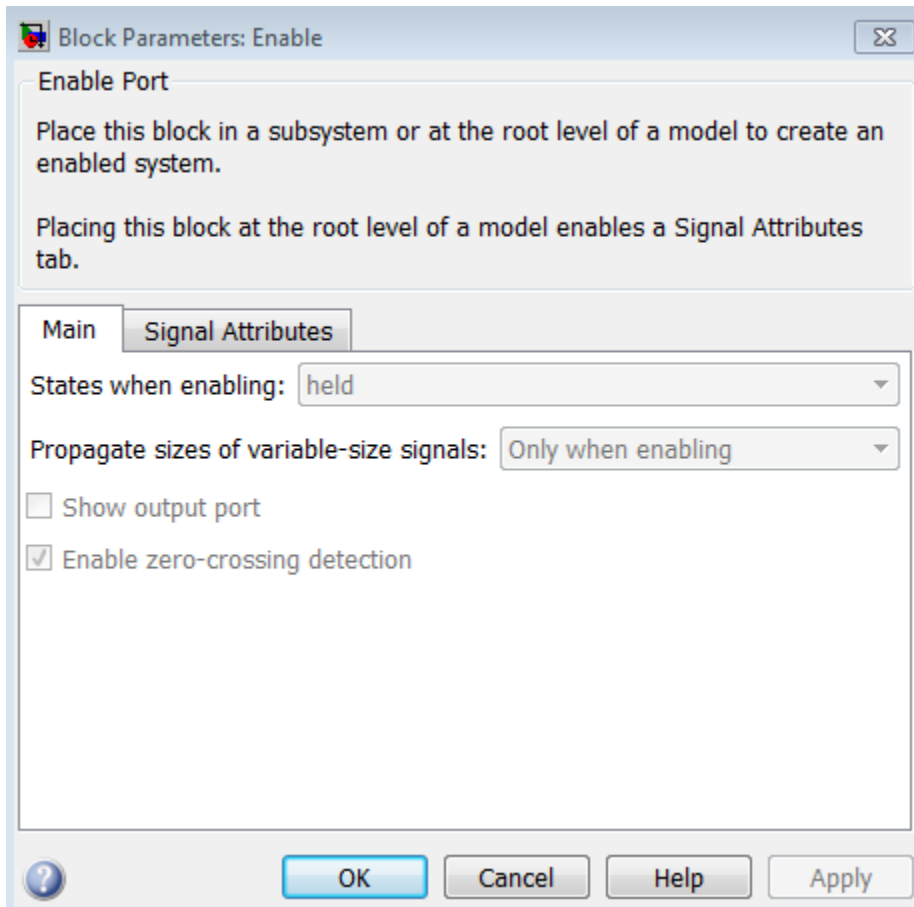 Block Parameters: Enable
Enable Port
Place this block in a subsystem or at the root level of a model to create an
enabled system.
Placing this block at the root level of a model enables a Signal Attributes
tab.
Main Signal Attributes
States when enabling: held
Propagate sizes of variable-size signals: Only when enabling
Show output port
Enable zero-crossing detection
? OK Cancel Help Apply